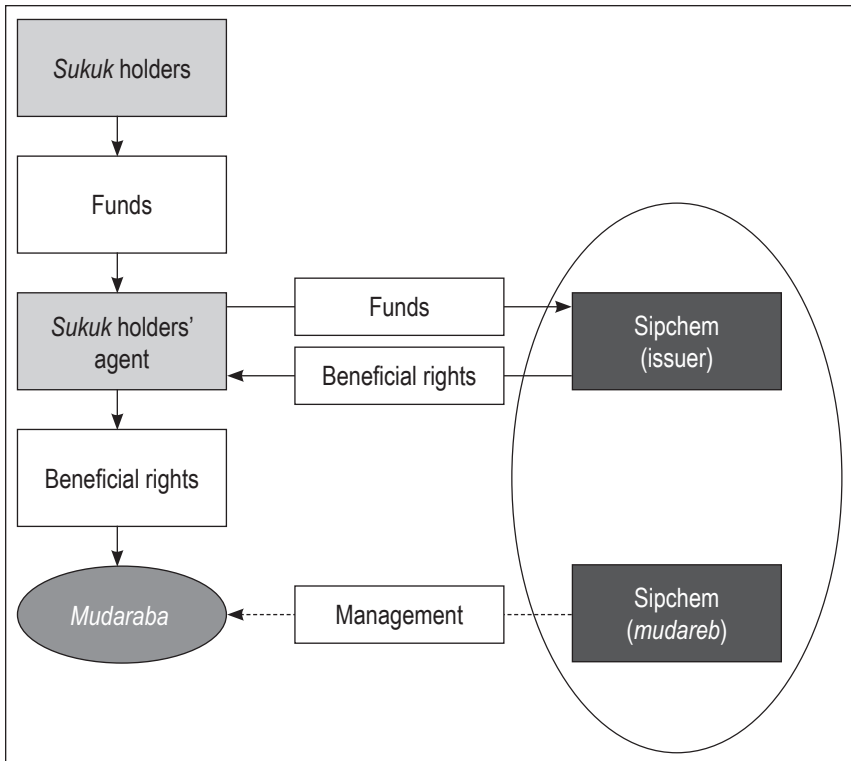 Sukuk holders
Funds
Sukuk holders’
agent
Funds
Beneficial rights
Sipchem
(issuer)
Beneficial rights
Mudaraba
Management
Sipchem
(mudareb)